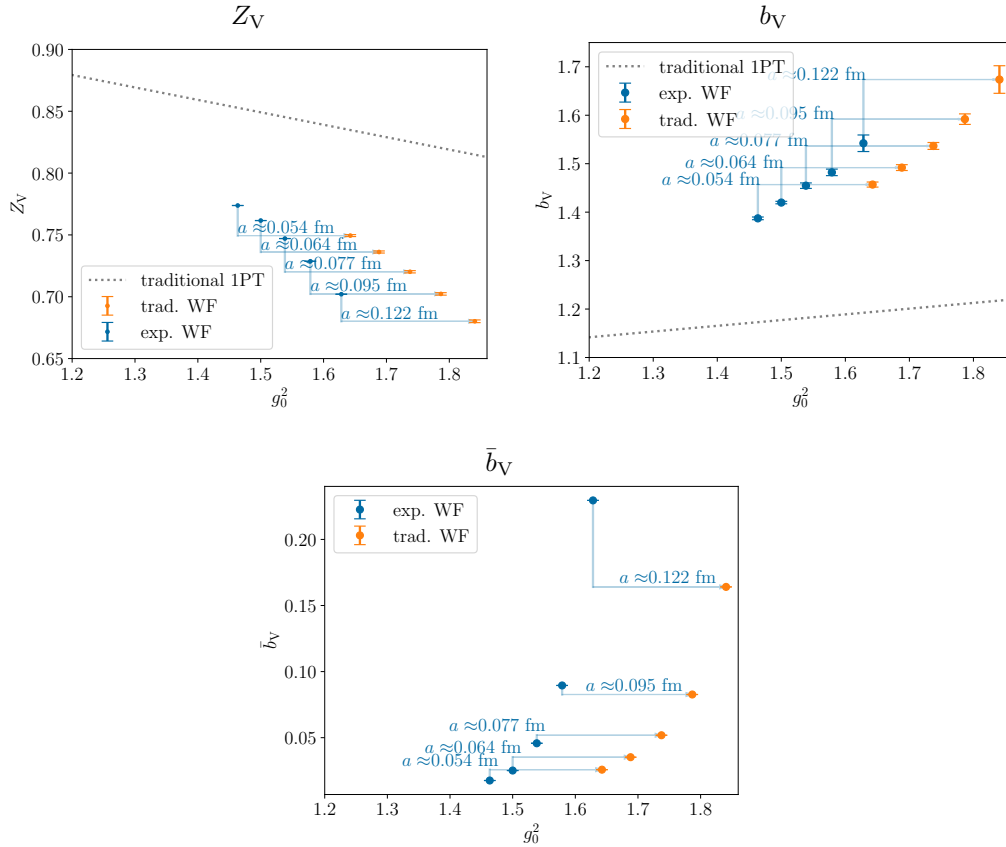 Z_V
0.90
0.85
0.80
0.75
0.70
0.65
Z_V
a ≈0.054 fm
a ≈0.064 fm
a ≈0.077 fm
a ≈0.095 fm
a ≈0.122 fm
traditional 1PT
trad. WF
exp. WF
1.2 1.3 1.4 1.5 1.6 1.7 1.8
g_0^2
b_V
1.7
1.6
1.5
1.4
1.3
1.2
1.1
b_V
traditional 1PT
exp. WF
trad. WF
a ≈0.122 fm
a ≈0.095 fm
a ≈0.077 fm
a ≈0.064 fm
a ≈0.054 fm
1.2 1.3 1.4 1.5 1.6 1.7 1.8
g_0^2
b̄_V
0.20
0.15
0.10
0.05
b̄_V
exp. WF
trad. WF
a ≈0.122 fm
a ≈0.095 fm
a ≈0.077 fm
a ≈0.064 fm
a ≈0.054 fm
1.2 1.3 1.4 1.5 1.6 1.7 1.8
g_0^2